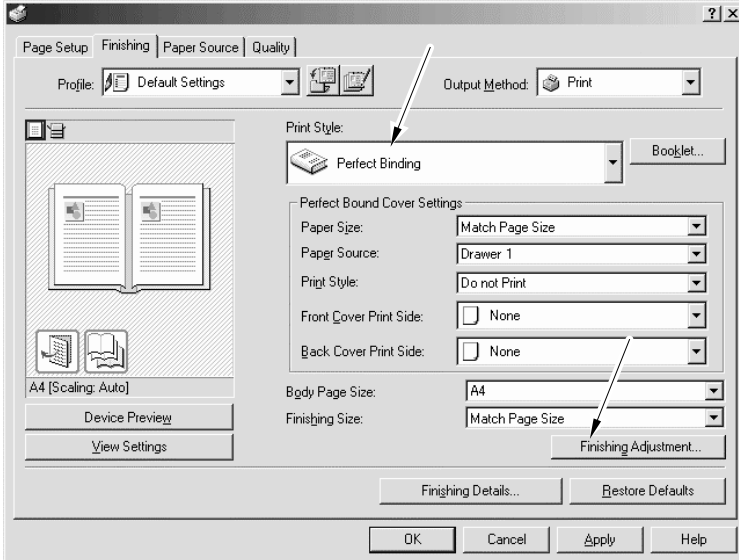 ? ×
Page Setup Finishing Paper Source Quality
Profile: Default Settings Output Method: Print
Print Style:
Perfect Binding Booklet...
Perfect Bound Cover Settings
Paper Size: Match Page Size
Paper Source: Drawer 1
Print Style: Do not Print
Front Cover Print Side: None
Back Cover Print Side: None
A4 [Scaling: Auto]
Body Page Size: A4
Device Preview
Finishing Size: Match Page Size
View Settings
Finishing Adjustment...
Finishing Details... Restore Defaults
OK Cancel Apply Help